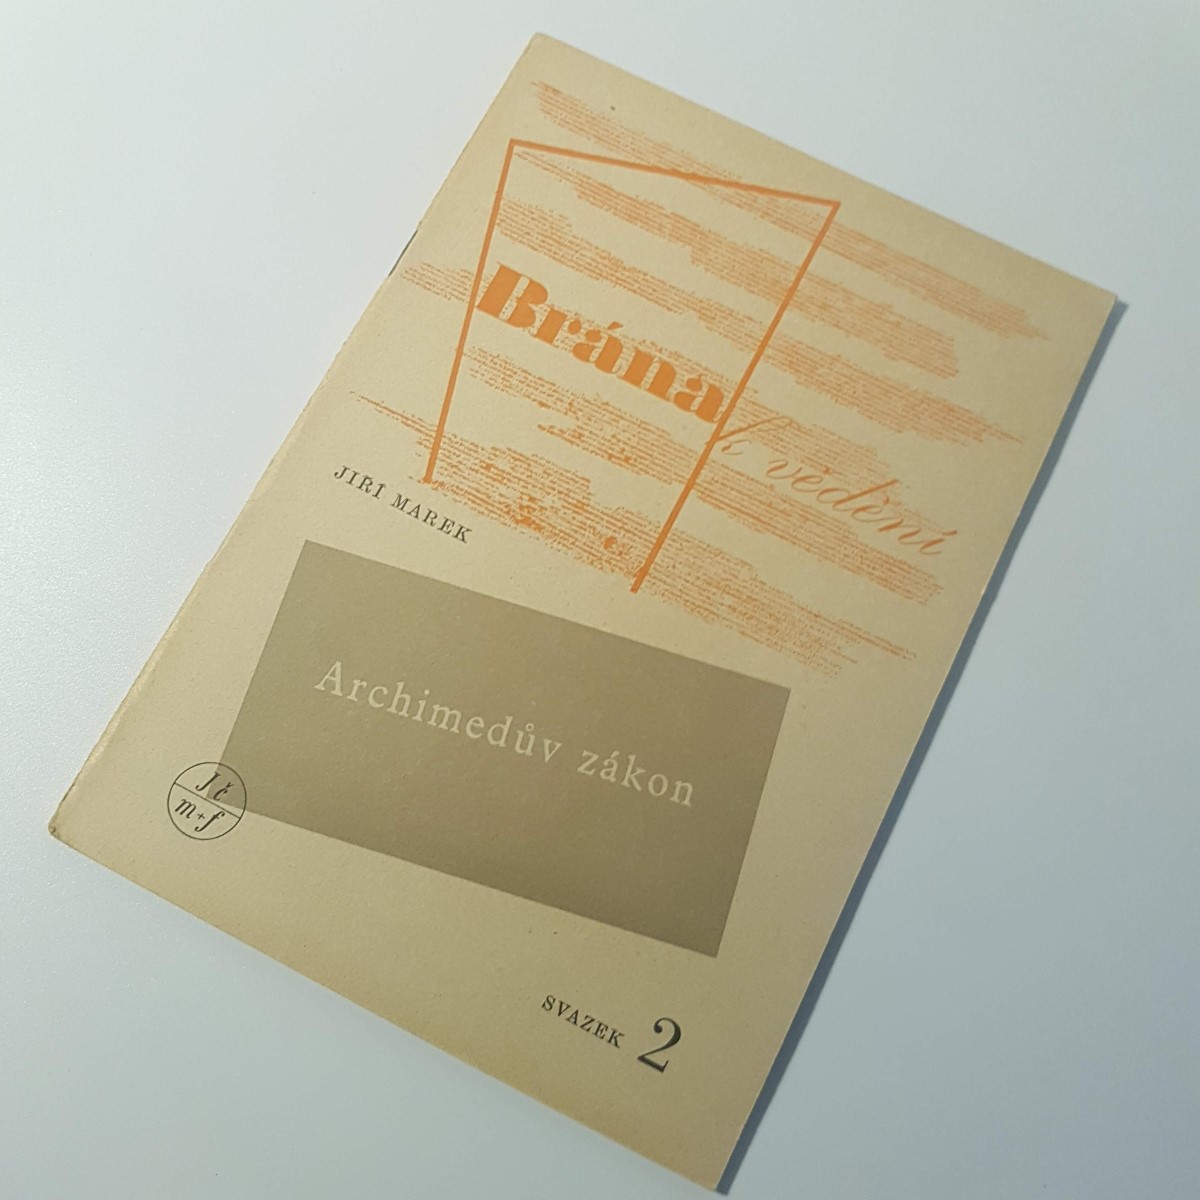 Brána k vědění
JIŘÍ MAREK
Archimedův zákon
Jč
m+f
SVAZEK 2